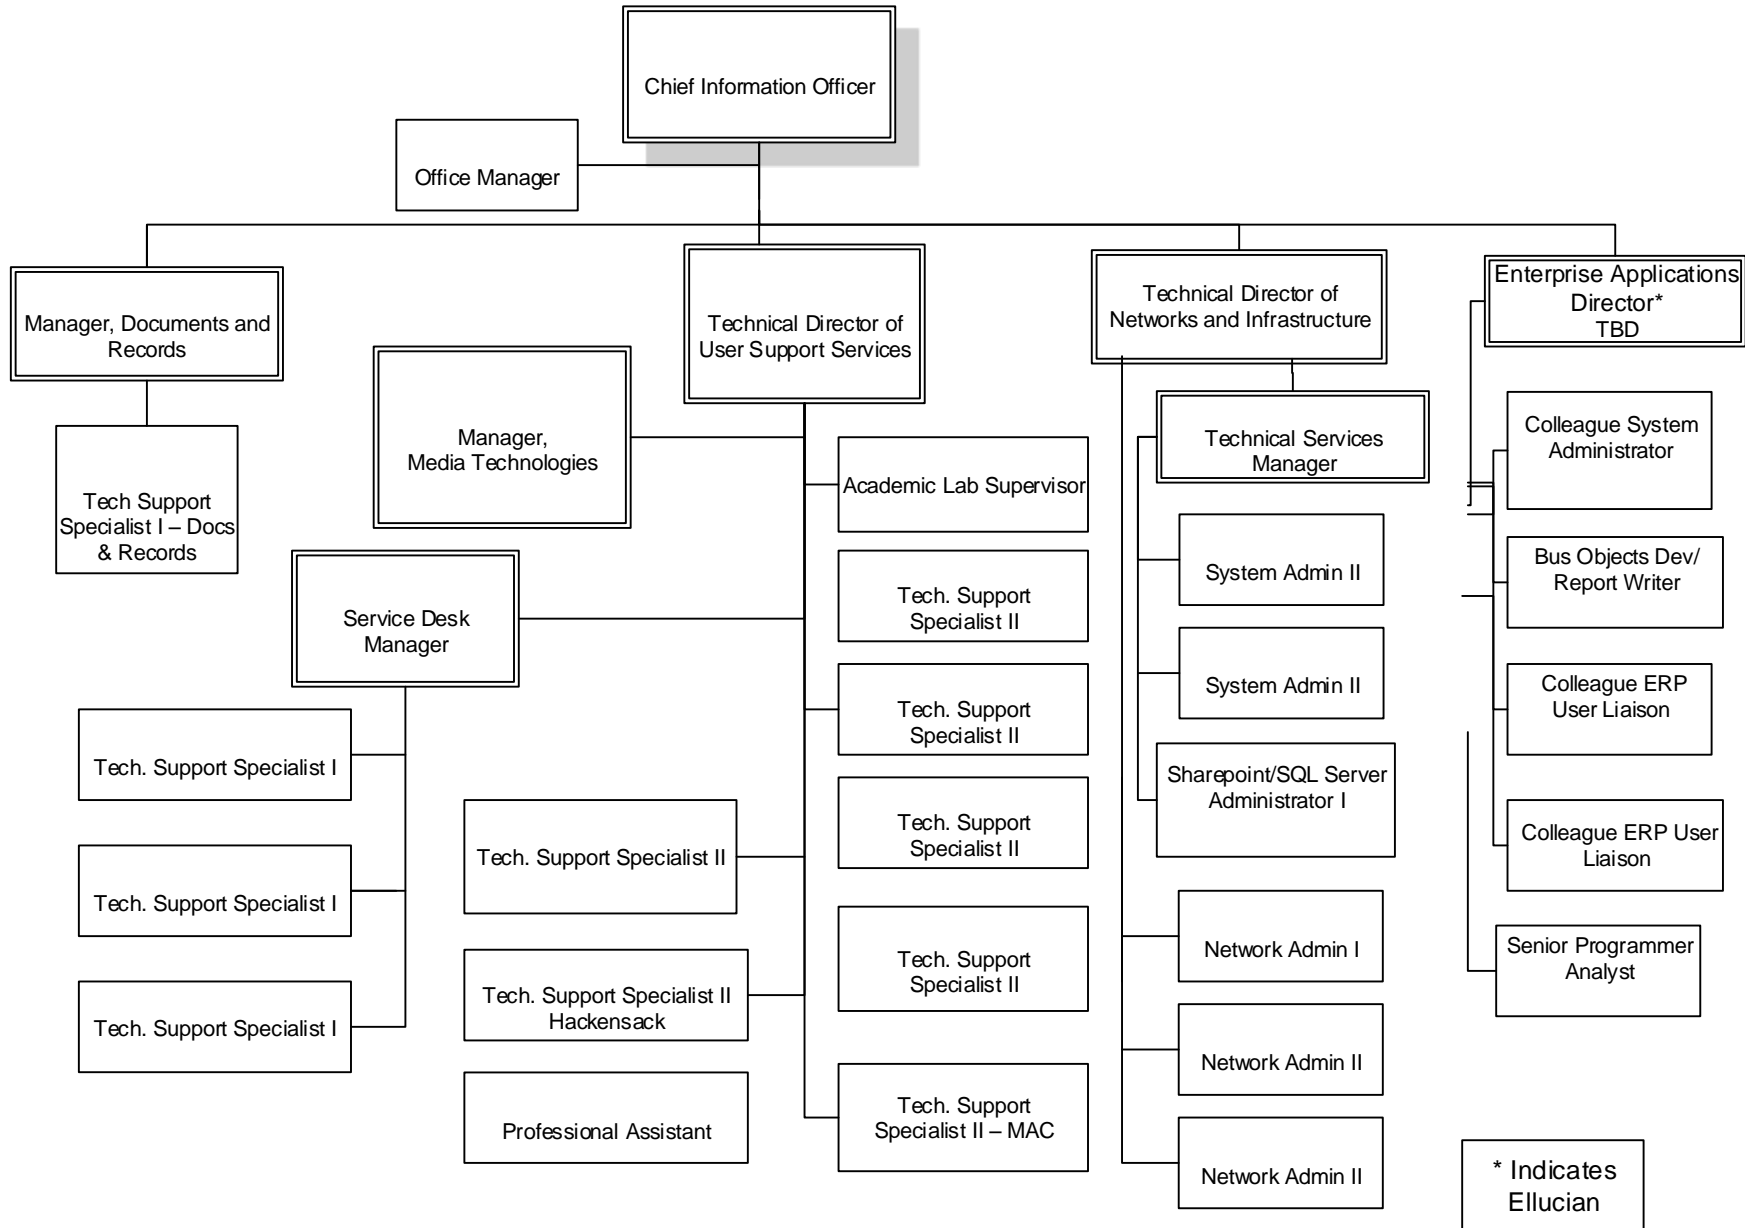 Chief Information Officer
Office Manager
Manager, Documents and
Records
Tech Support
Specialist I – Docs
& Records
Technical Director of
User Support Services
Manager,
Media Technologies
Service Desk
Manager
Tech. Support Specialist I
Tech. Support Specialist I
Tech. Support Specialist I
Tech. Support Specialist II
Tech. Support Specialist II
Hackensack
Professional Assistant
Academic Lab Supervisor
Tech. Support
Specialist II
Tech. Support
Specialist II
Tech. Support
Specialist II
Tech. Support
Specialist II
Tech. Support
Specialist II – MAC
Technical Director of
Networks and Infrastructure
Technical Services
Manager
System Admin II
System Admin II
Sharepoint/SQL Server
Administrator I
Network Admin I
Network Admin II
Network Admin II
Enterprise Applications
Director*
TBD
Colleague System
Administrator
Bus Objects Dev/
Report Writer
Colleague ERP
User Liaison
Colleague ERP User
Liaison
Senior Programmer
Analyst
* Indicates
Ellucian